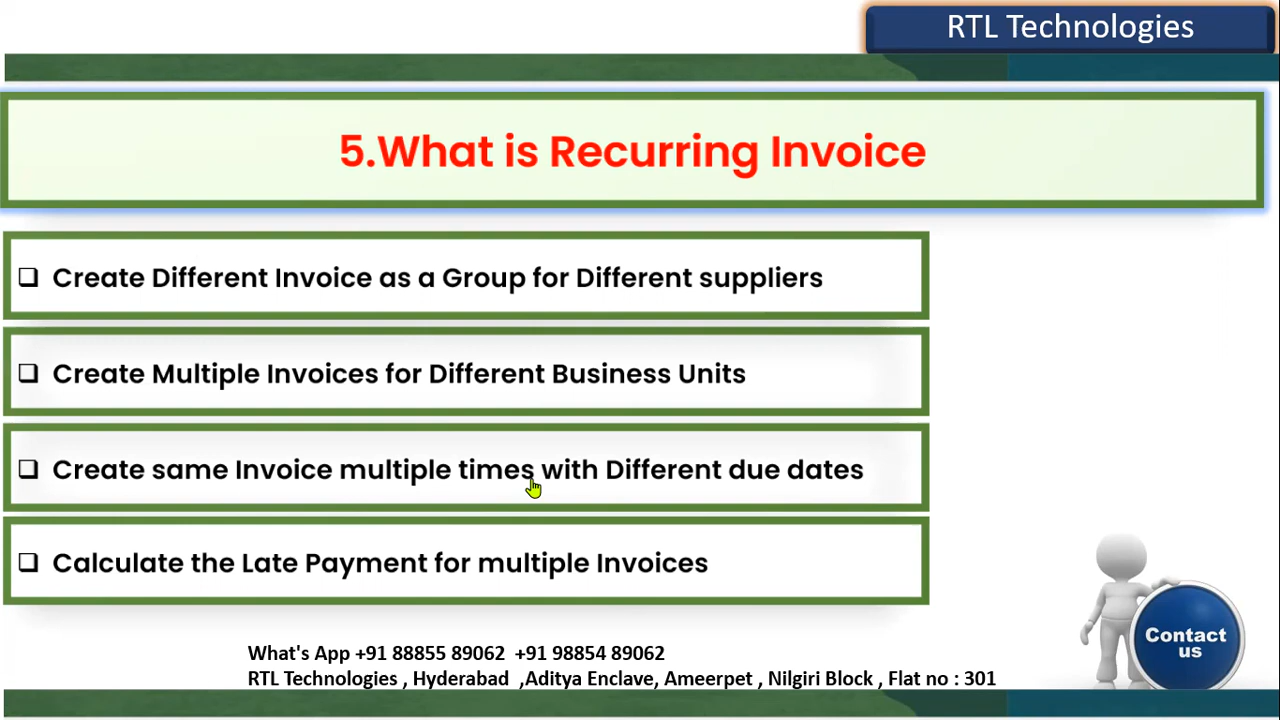 RTL Technologies
5.What is Recurring Invoice
❑ Create Different Invoice as a Group for Different suppliers
❑ Create Multiple Invoices for Different Business Units
❑ Create same Invoice multiple times with Different due dates
❑ Calculate the Late Payment for multiple Invoices
Contact
us
What's App +91 88855 89062 +91 98854 89062
RTL Technologies , Hyderabad ,Aditya Enclave, Ameerpet , Nilgiri Block , Flat no : 301